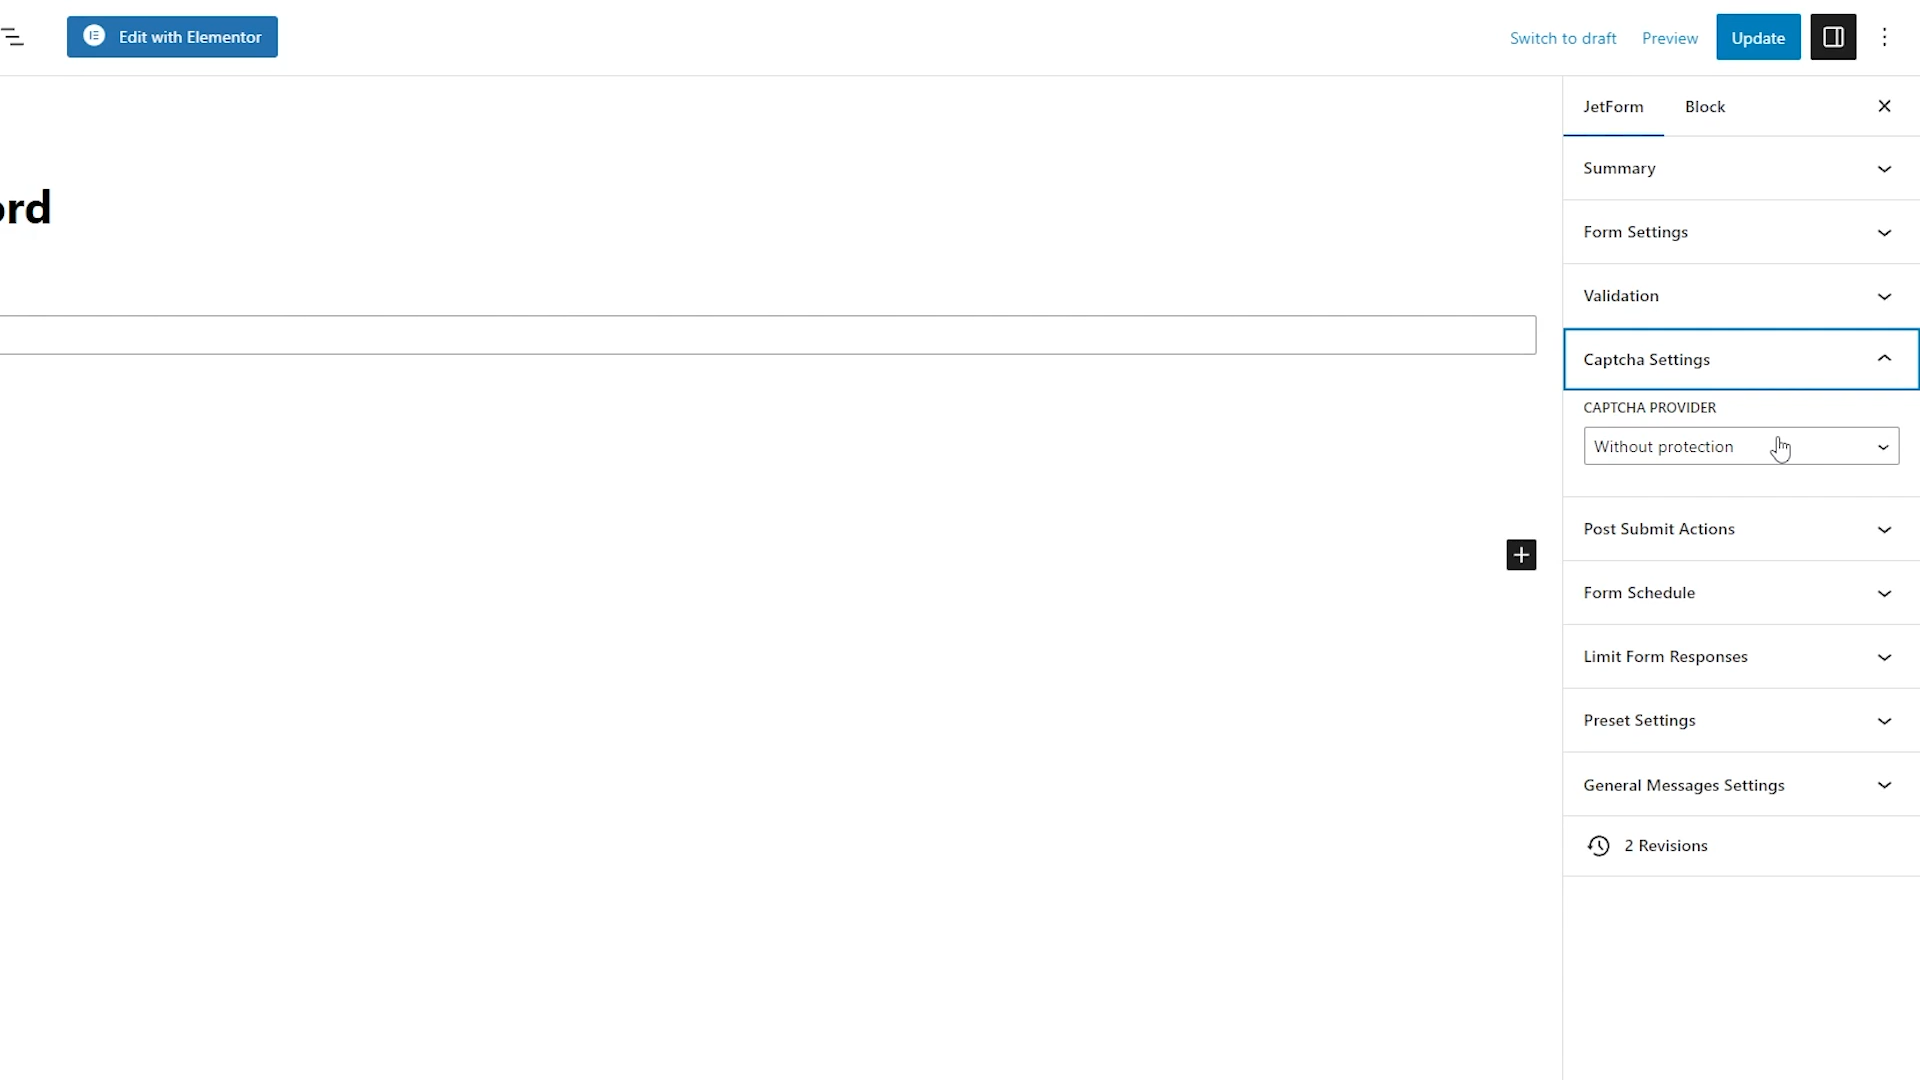 Edit with Elementor
Switch to draft
Preview
Update
JetForm
Block
Summary
ord
Form Settings
Validation
Captcha Settings
CAPTCHA PROVIDER
Without protection
Post Submit Actions
Form Schedule
Limit Form Responses
Preset Settings
General Messages Settings
2 Revisions